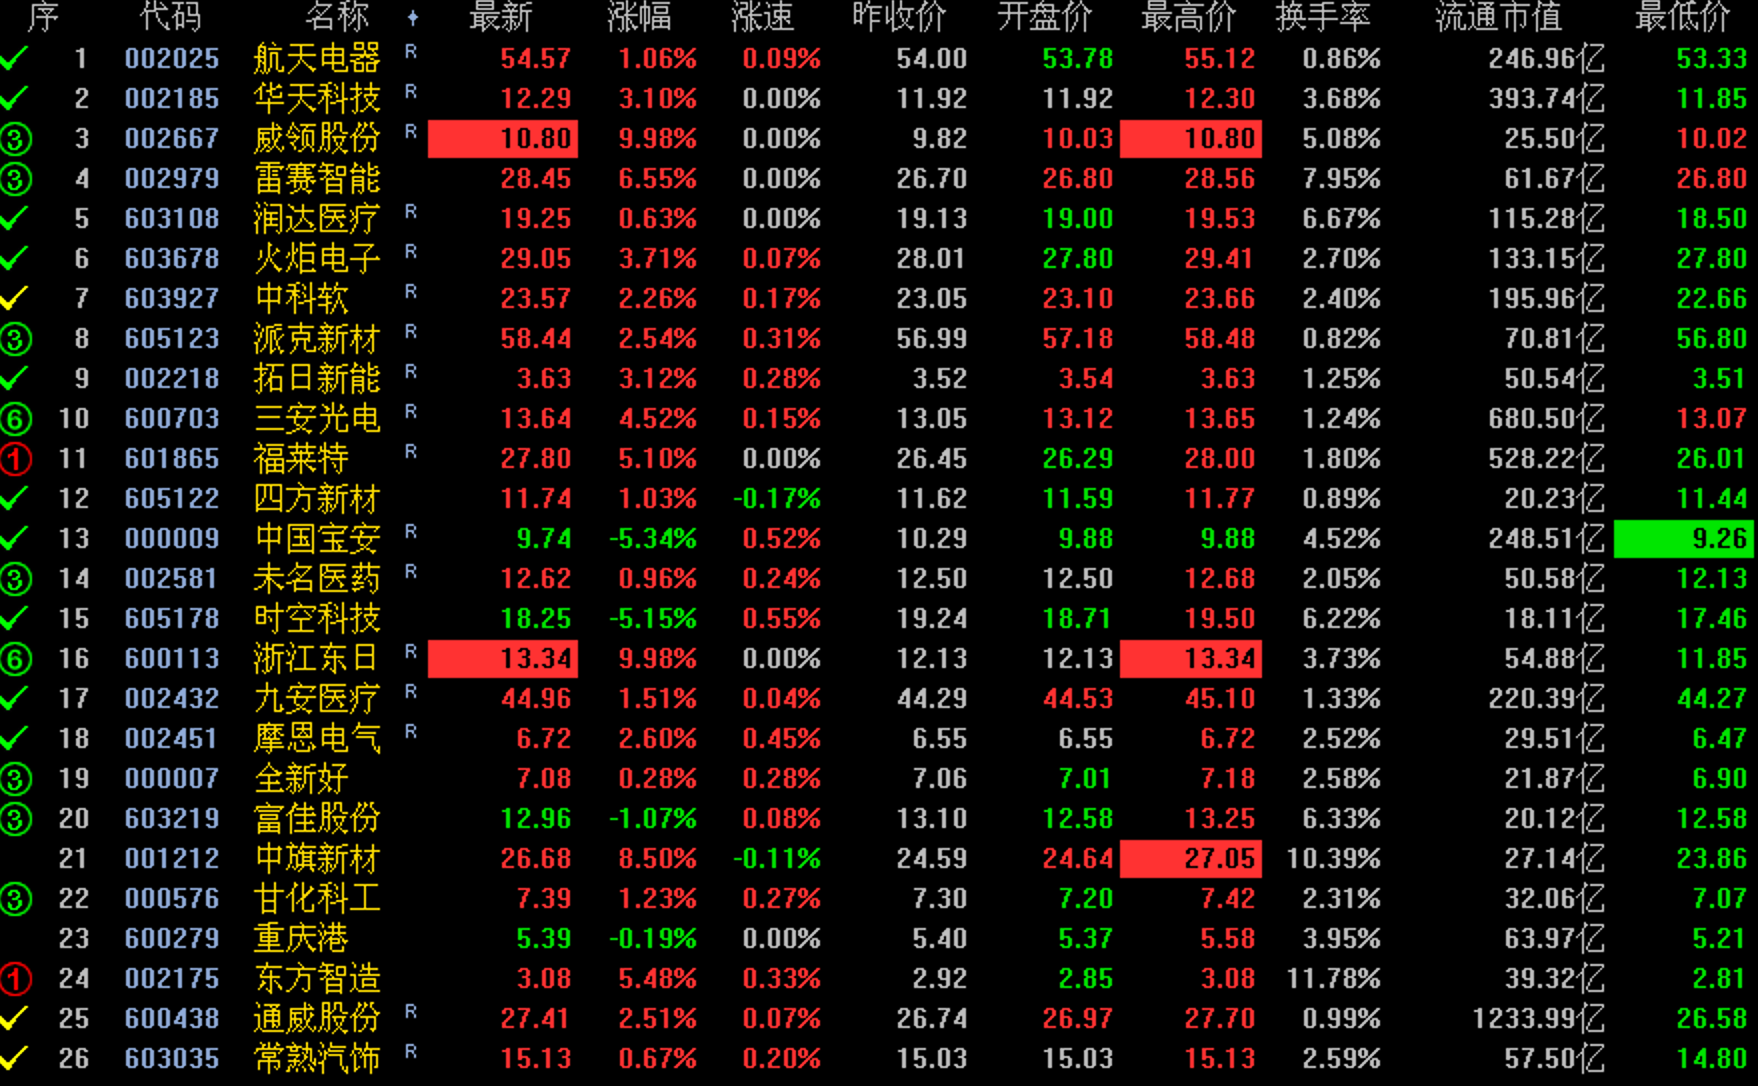 序 代码 名称 最新 涨幅 涨速 昨收价 开盘价 最高价 换手率 流通市值 最低价
1 002025 航天电器 R 54.57 1.06% 0.09% 54.00 53.78 55.12 0.86% 246.96亿 53.33
2 002185 华天科技 R 12.29 3.10% 0.00% 11.92 11.92 12.30 3.68% 393.74亿 11.85
③ 3 002667 威领股份 R 10.80 9.98% 0.00% 9.82 10.03 10.80 5.08% 25.50亿 10.02
③ 4 002979 雷赛智能 28.45 6.55% 0.00% 26.70 26.80 28.56 7.95% 61.67亿 26.80
5 603108 润达医疗 R 19.25 0.63% 0.00% 19.13 19.00 19.53 6.67% 115.28亿 18.50
6 603678 火炬电子 R 29.05 3.71% 0.07% 28.01 27.80 29.41 2.70% 133.15亿 27.80
7 603927 中科软 R 23.57 2.26% 0.17% 23.05 23.10 23.66 2.40% 195.96亿 22.66
③ 8 605123 派克新材 R 58.44 2.54% 0.31% 56.99 57.18 58.48 0.82% 70.81亿 56.80
9 002218 拓日新能 R 3.63 3.12% 0.28% 3.52 3.54 3.63 1.25% 50.54亿 3.51
⑥ 10 600703 三安光电 R 13.64 4.52% 0.15% 13.05 13.12 13.65 1.24% 680.50亿 13.07
① 11 601865 福莱特 R 27.80 5.10% 0.00% 26.45 26.29 28.00 1.80% 528.22亿 26.01
12 605122 四方新材 11.74 1.03% -0.17% 11.62 11.59 11.77 0.89% 20.23亿 11.44
13 000009 中国宝安 R 9.74 -5.34% 0.52% 10.29 9.88 9.88 4.52% 248.51亿 9.26
③ 14 002581 未名医药 R 12.62 0.96% 0.24% 12.50 12.50 12.68 2.05% 50.58亿 12.13
15 605178 时空科技 18.25 -5.15% 0.55% 19.24 18.71 19.50 6.22% 18.11亿 17.46
⑥ 16 600113 浙江东日 R 13.34 9.98% 0.00% 12.13 12.13 13.34 3.73% 54.88亿 11.85
17 002432 九安医疗 R 44.96 1.51% 0.04% 44.29 44.53 45.10 1.33% 220.39亿 44.27
18 002451 摩恩电气 R 6.72 2.60% 0.45% 6.55 6.55 6.72 2.52% 29.51亿 6.47
③ 19 000007 全新好 7.08 0.28% 0.28% 7.06 7.01 7.18 2.58% 21.87亿 6.90
③ 20 603219 富佳股份 12.96 -1.07% 0.08% 13.10 12.58 13.25 6.33% 20.12亿 12.58
21 001212 中旗新材 26.68 8.50% -0.11% 24.59 24.64 27.05 10.39% 27.14亿 23.86
③ 22 000576 甘化科工 7.39 1.23% 0.27% 7.30 7.20 7.42 2.31% 32.06亿 7.07
23 600279 重庆港 5.39 -0.19% 0.00% 5.40 5.37 5.58 3.95% 63.97亿 5.21
① 24 002175 东方智造 3.08 5.48% 0.33% 2.92 2.85 3.08 11.78% 39.32亿 2.81
25 600438 通威股份 R 27.41 2.51% 0.07% 26.74 26.97 27.70 0.99% 1233.99亿 26.58
26 603035 常熟汽饰 R 15.13 0.67% 0.20% 15.03 15.03 15.13 2.59% 57.50亿 14.80